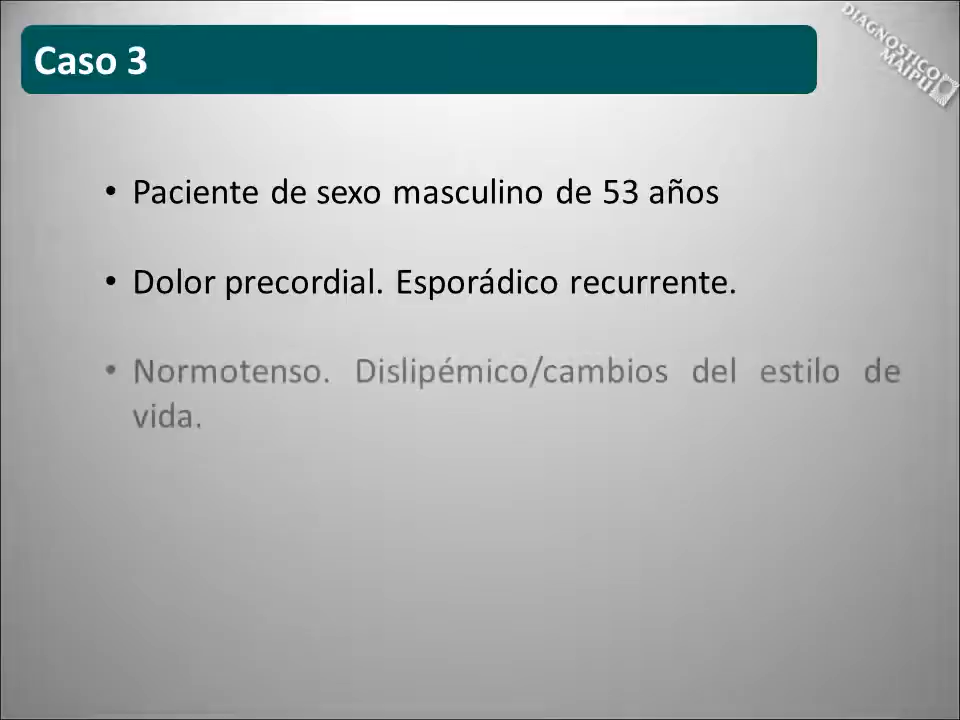 Caso 3
DIAGNOSTICO
MAIPU
• Paciente de sexo masculino de 53 años
• Dolor precordial. Esporádico recurrente.
• Normotenso. Dislipémico/cambios del estilo de
vida.